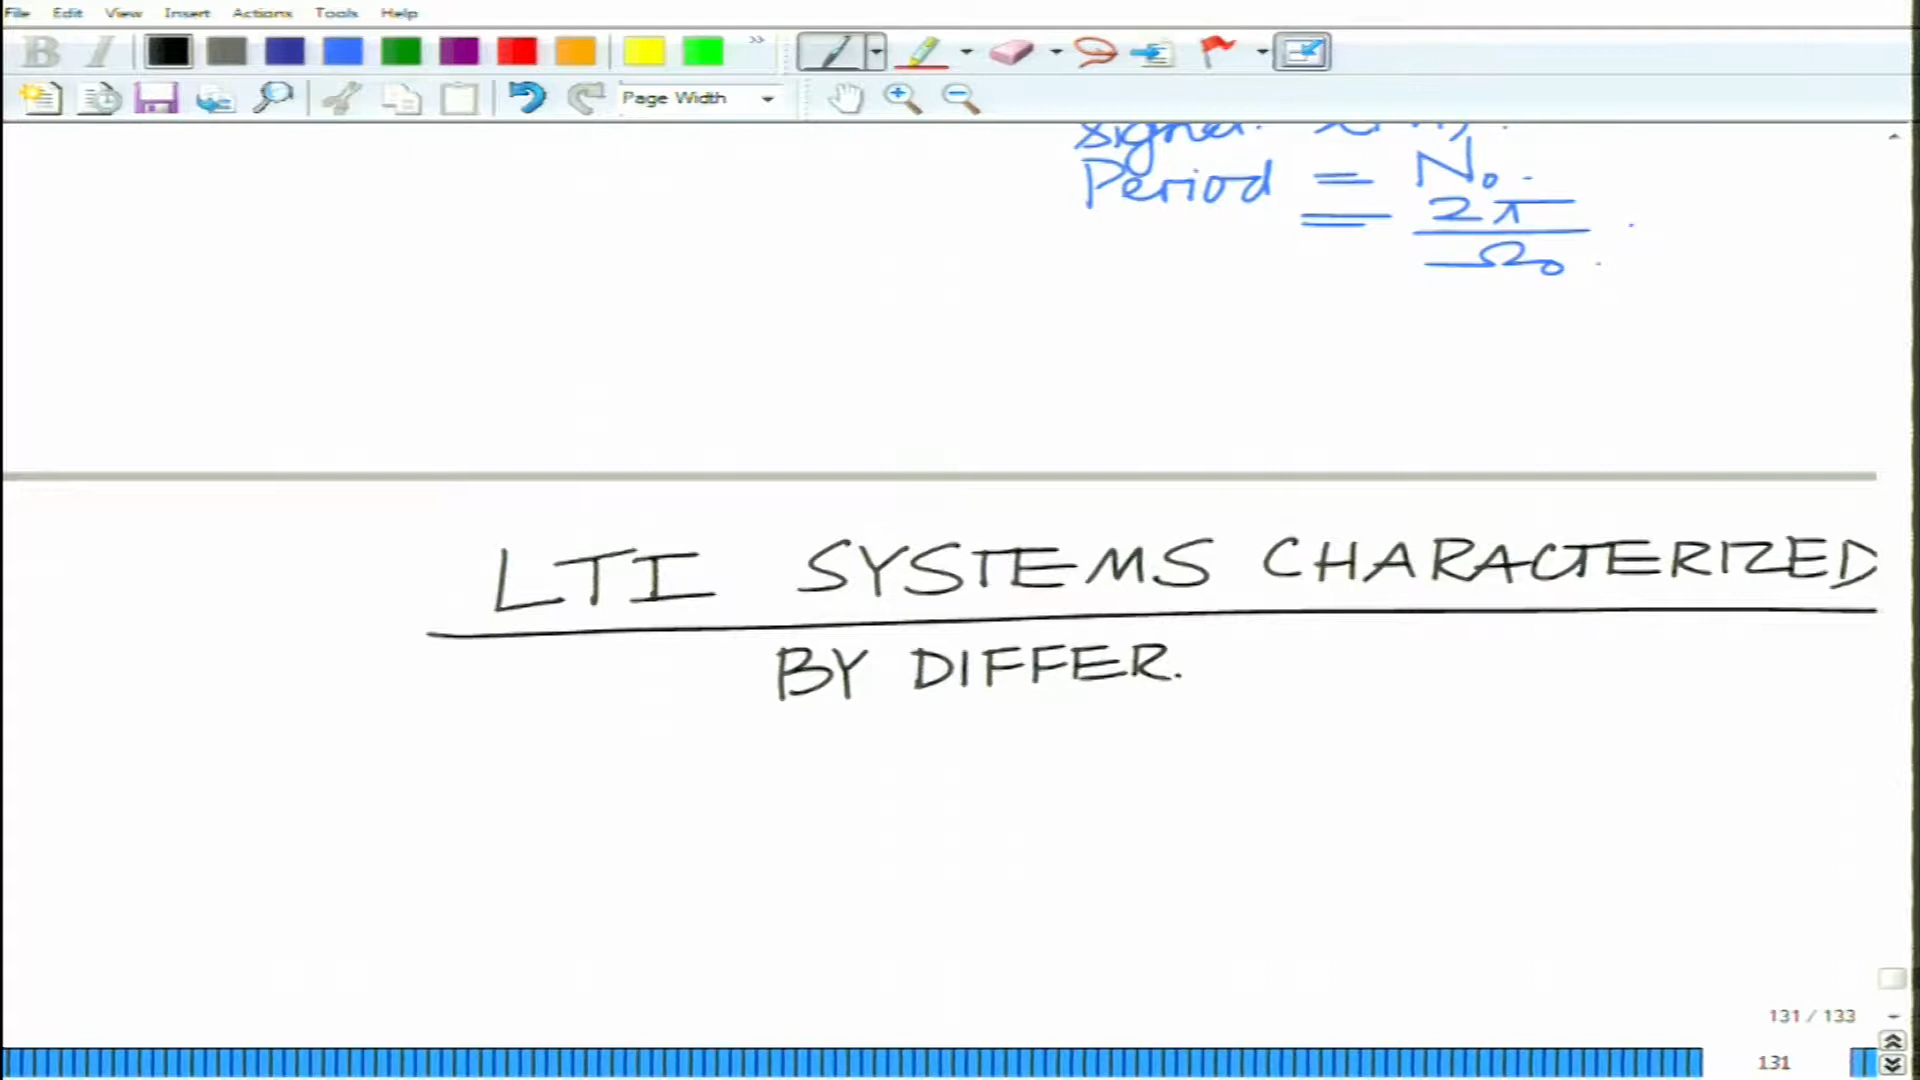 File Edit View Insert Actions Tools Help
B I
Page Width
Period = N₀.
= 2π / Ω₀.
LTI SYSTEMS CHARACTERIZED
BY DIFFER.
131 / 133
131